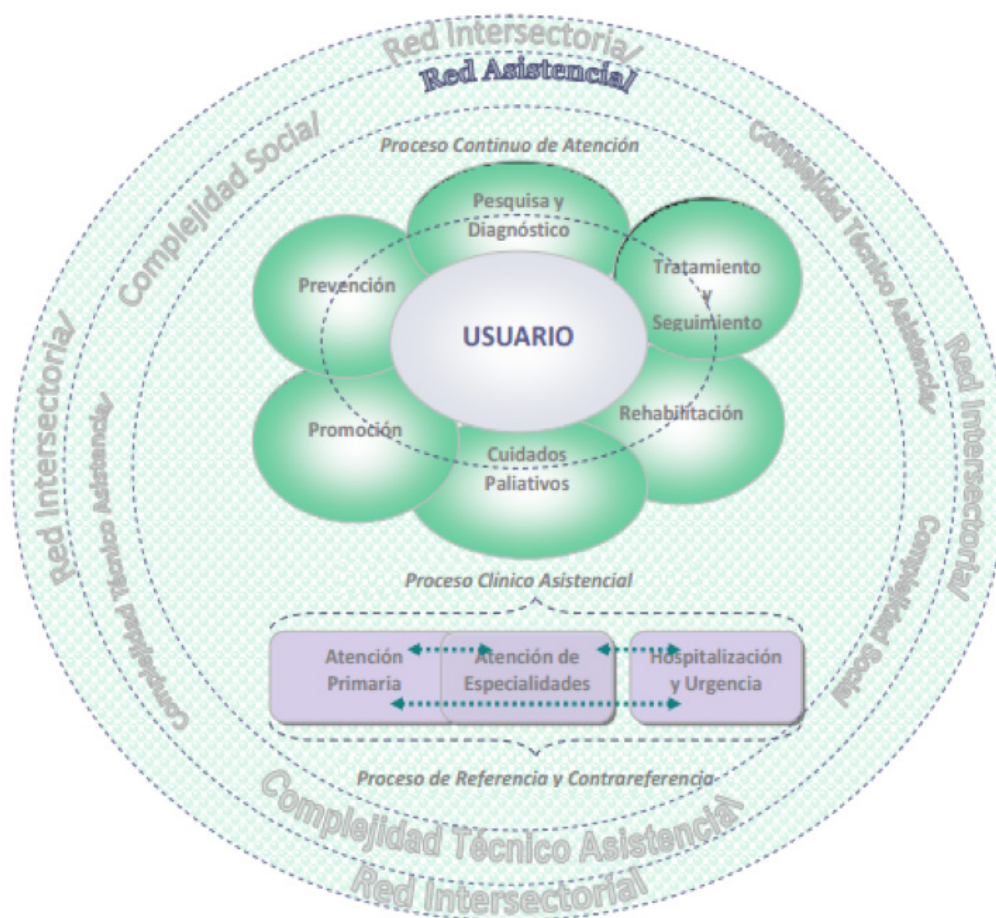 Red Intersectorial
Red Asistencial
Complejidad Social
Complejidad Técnico Asistencial
Proceso Continuo de Atención
Pesquisa y
Diagnóstico
Prevención
Tratamiento
y
Seguimiento
USUARIO
Promoción
Rehabilitación
Cuidados
Paliativos
Red Intersectorial
Complejidad Técnico Asistencial
Red Intersectorial
Complejidad Social
Proceso Clínico Asistencial
Atención
Primaria
Atención de
Especialidades
Hospitalización
y Urgencia
Proceso de Referencia y Contrareferencia
Complejidad Técnico Asistencial
Red Intersectorial